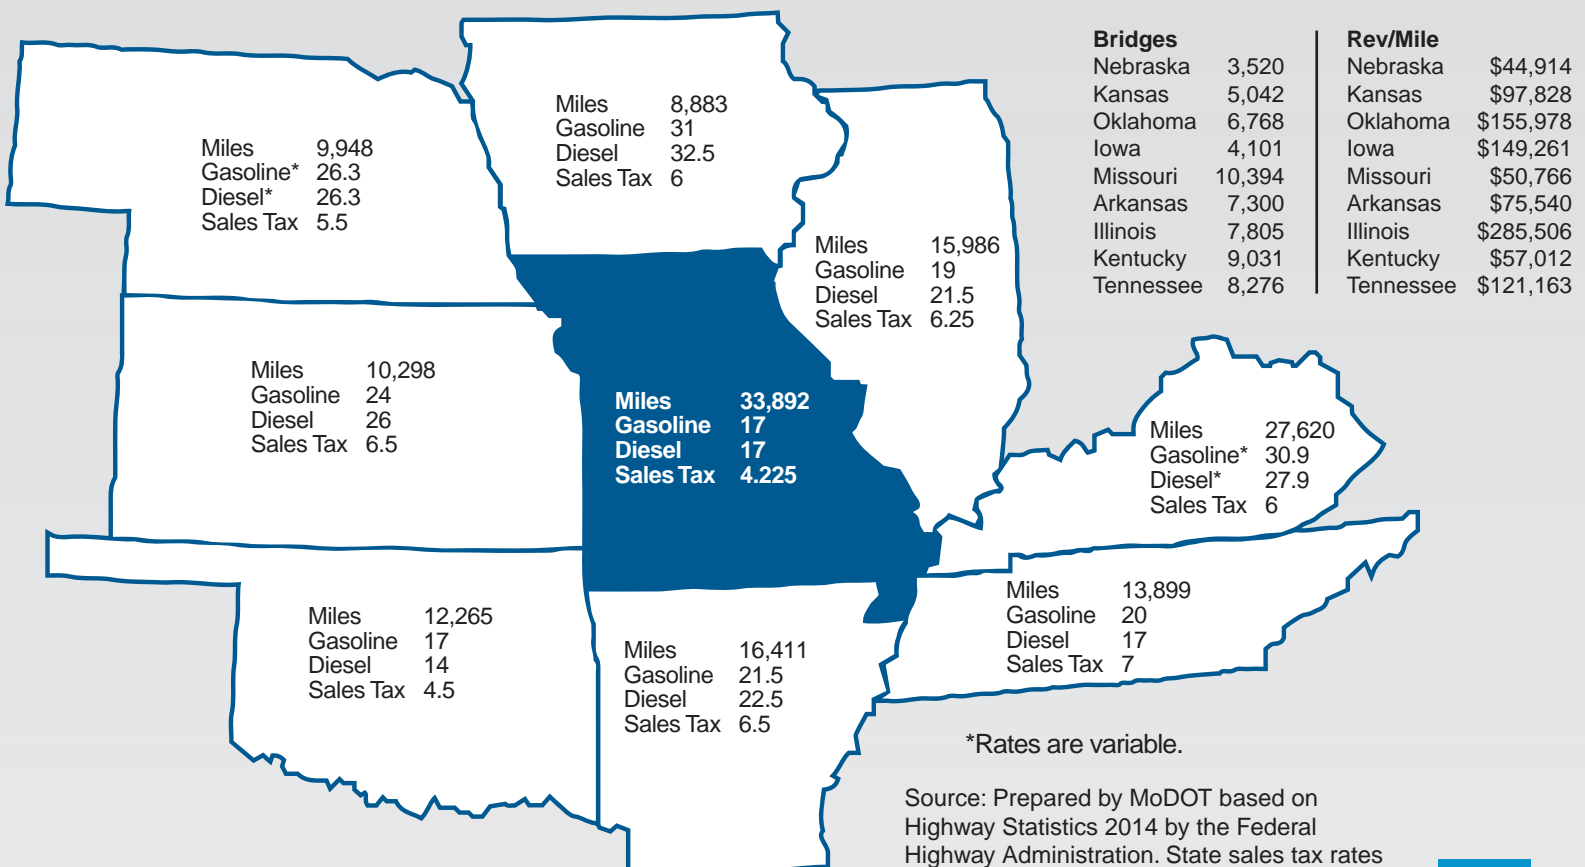 Bridges
Nebraska 3,520
Kansas 5,042
Oklahoma 6,768
Iowa 4,101
Missouri 10,394
Arkansas 7,300
Illinois 7,805
Kentucky 9,031
Tennessee 8,276
Rev/Mile
Nebraska $44,914
Kansas $97,828
Oklahoma $155,978
Iowa $149,261
Missouri $50,766
Arkansas $75,540
Illinois $285,506
Kentucky $57,012
Tennessee $121,163
Miles 9,948
Gasoline* 26.3
Diesel* 26.3
Sales Tax 5.5
Miles 8,883
Gasoline 31
Diesel 32.5
Sales Tax 6
Miles 15,986
Gasoline 19
Diesel 21.5
Sales Tax 6.25
Miles 10,298
Gasoline 24
Diesel 26
Sales Tax 6.5
Miles 33,892
Gasoline 17
Diesel 17
Sales Tax 4.225
Miles 27,620
Gasoline* 30.9
Diesel* 27.9
Sales Tax 6
Miles 12,265
Gasoline 17
Diesel 14
Sales Tax 4.5
Miles 16,411
Gasoline 21.5
Diesel 22.5
Sales Tax 6.5
Miles 13,899
Gasoline 20
Diesel 17
Sales Tax 7
*Rates are variable.
Source: Prepared by MoDOT based on
Highway Statistics 2014 by the Federal
Highway Administration. State sales tax rates